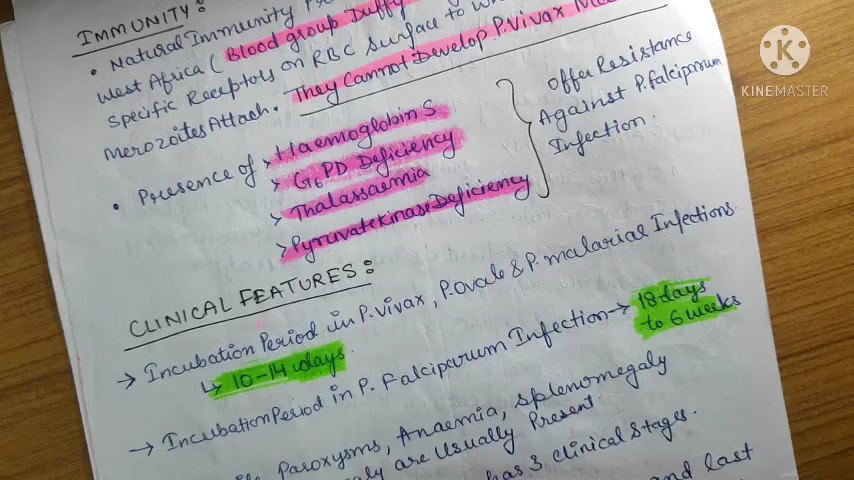 IMMUNITY:
• Natural Immunity
West Africa (Blood group Duffy
Specific Receptors on RBC Surface to
Merozoites Attach. They Cannot Develop P.Vivax
• Presence of > Haemoglobin S
> G6PD Deficiency
> Thalassaemia
> Pyruvate kinase Deficiency
Offer Resistance
Against P.falciparum
Infection.
CLINICAL FEATURES:
→ Incubation Period in P.vivax, P.ovale & P.malarial Infections.
↳ 10-14 days.
→ Incubation Period in P. Falciparum Infection → 18 days
to 6 weeks
Paroxysms, Anaemia, Splenomegaly
are Usually Present
has 3 clinical stages.
and last
KINEMASTER